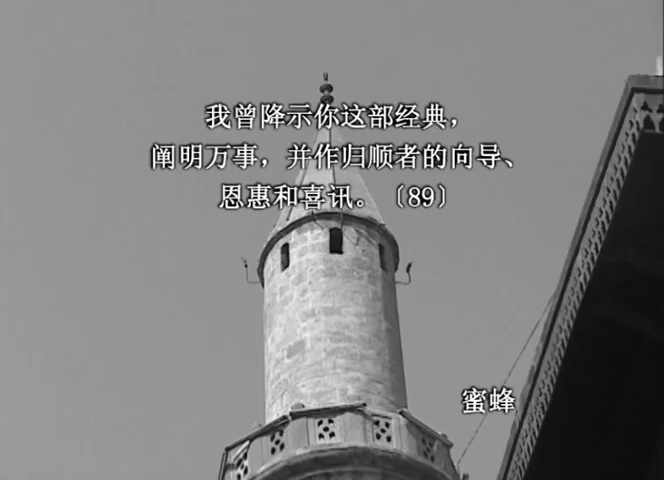 我曾降示你这部经典，
阐明万事，并作归顺者的向导、
恩惠和喜讯。〔89〕
蜜蜂